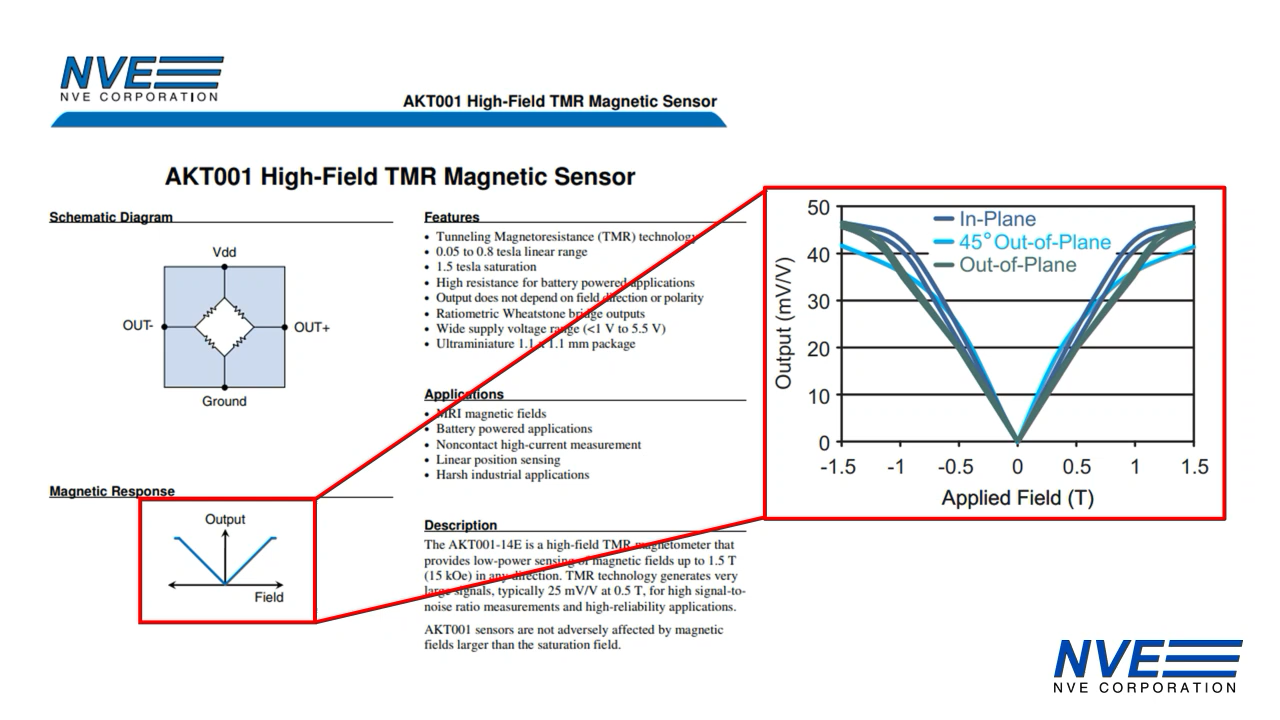 NVE
NVE CORPORATION
AKT001 High-Field TMR Magnetic Sensor
AKT001 High-Field TMR Magnetic Sensor
Schematic Diagram
Vdd
OUT-
OUT+
Ground
Magnetic Response
Output
Field
Features
• Tunneling Magnetoresistance (TMR) technology
• 0.05 to 0.8 tesla linear range
• 1.5 tesla saturation
• High resistance for battery powered applications
• Output does not depend on field direction or polarity
• Ratiometric Wheatstone bridge outputs
• Wide supply voltage range (<1 V to 5.5 V)
• Ultraminiature 1.1 x 1.1 mm package
Applications
• MRI magnetic fields
• Battery powered applications
• Noncontact high-current measurement
• Linear position sensing
• Harsh industrial applications
Description
The AKT001-14E is a high-field TMR magnetometer that
provides low-power sensing of magnetic fields up to 1.5 T
(15 kOe) in any direction. TMR technology generates very
large signals, typically 25 mV/V at 0.5 T, for high signal-to-
noise ratio measurements and high-reliability applications.
AKT001 sensors are not adversely affected by magnetic
fields larger than the saturation field.
In-Plane
45° Out-of-Plane
Out-of-Plane
Output (mV/V)
50
40
30
20
10
0
-1.5 -1 -0.5 0 0.5 1 1.5
Applied Field (T)
NVE
NVE CORPORATION